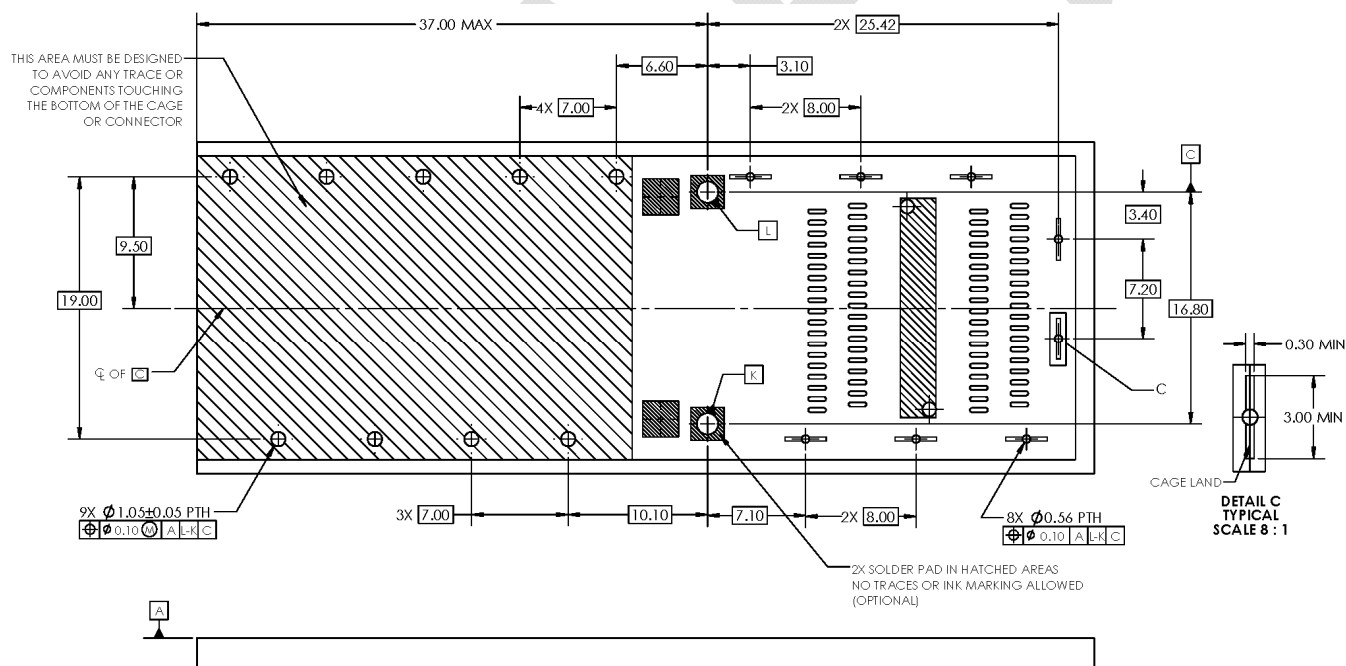 37.00 MAX
2X 25.42
THIS AREA MUST BE DESIGNED
TO AVOID ANY TRACE OR
COMPONENTS TOUCHING
THE BOTTOM OF THE CAGE
OR CONNECTOR
6.60
3.10
4X 7.00
2X 8.00
C
L
3.40
9.50
19.00
7.20
16.80
℄ OF C
K
C
0.30 MIN
3.00 MIN
CAGE LAND
DETAIL C
TYPICAL
SCALE 8 : 1
9X Ø1.05±0.05 PTH
⌖ Ø 0.10 Ⓜ A L-K C
3X 7.00
10.10
7.10
2X 8.00
8X Ø0.56 PTH
⌖ Ø 0.10 A L-K C
2X SOLDER PAD IN HATCHED AREAS
NO TRACES OR INK MARKING ALLOWED
(OPTIONAL)
A